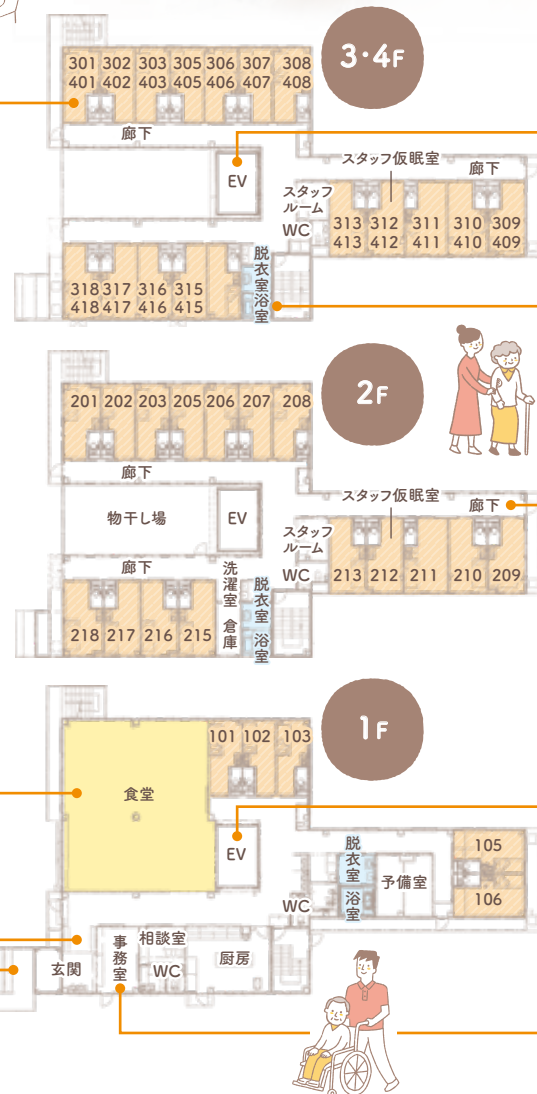 3・4F
301 302 303 305 306 307 308
401 402 403 405 406 407 408
廊下
EV
スタッフ仮眠室
廊下
スタッフ
ルーム
WC
313 312 311 310 309
413 412 411 410 409
脱衣室
浴室
318 317 316 315
418 417 416 415
2F
201 202 203 205 206 207 208
廊下
物干し場
EV
スタッフ仮眠室
廊下
スタッフ
ルーム
WC
213 212 211 210 209
廊下
洗濯室
倉庫
脱衣室
浴室
218 217 216 215
1F
101 102 103
食堂
EV
脱衣室
浴室
予備室
105
106
WC
玄関
事務室
相談室
WC
厨房